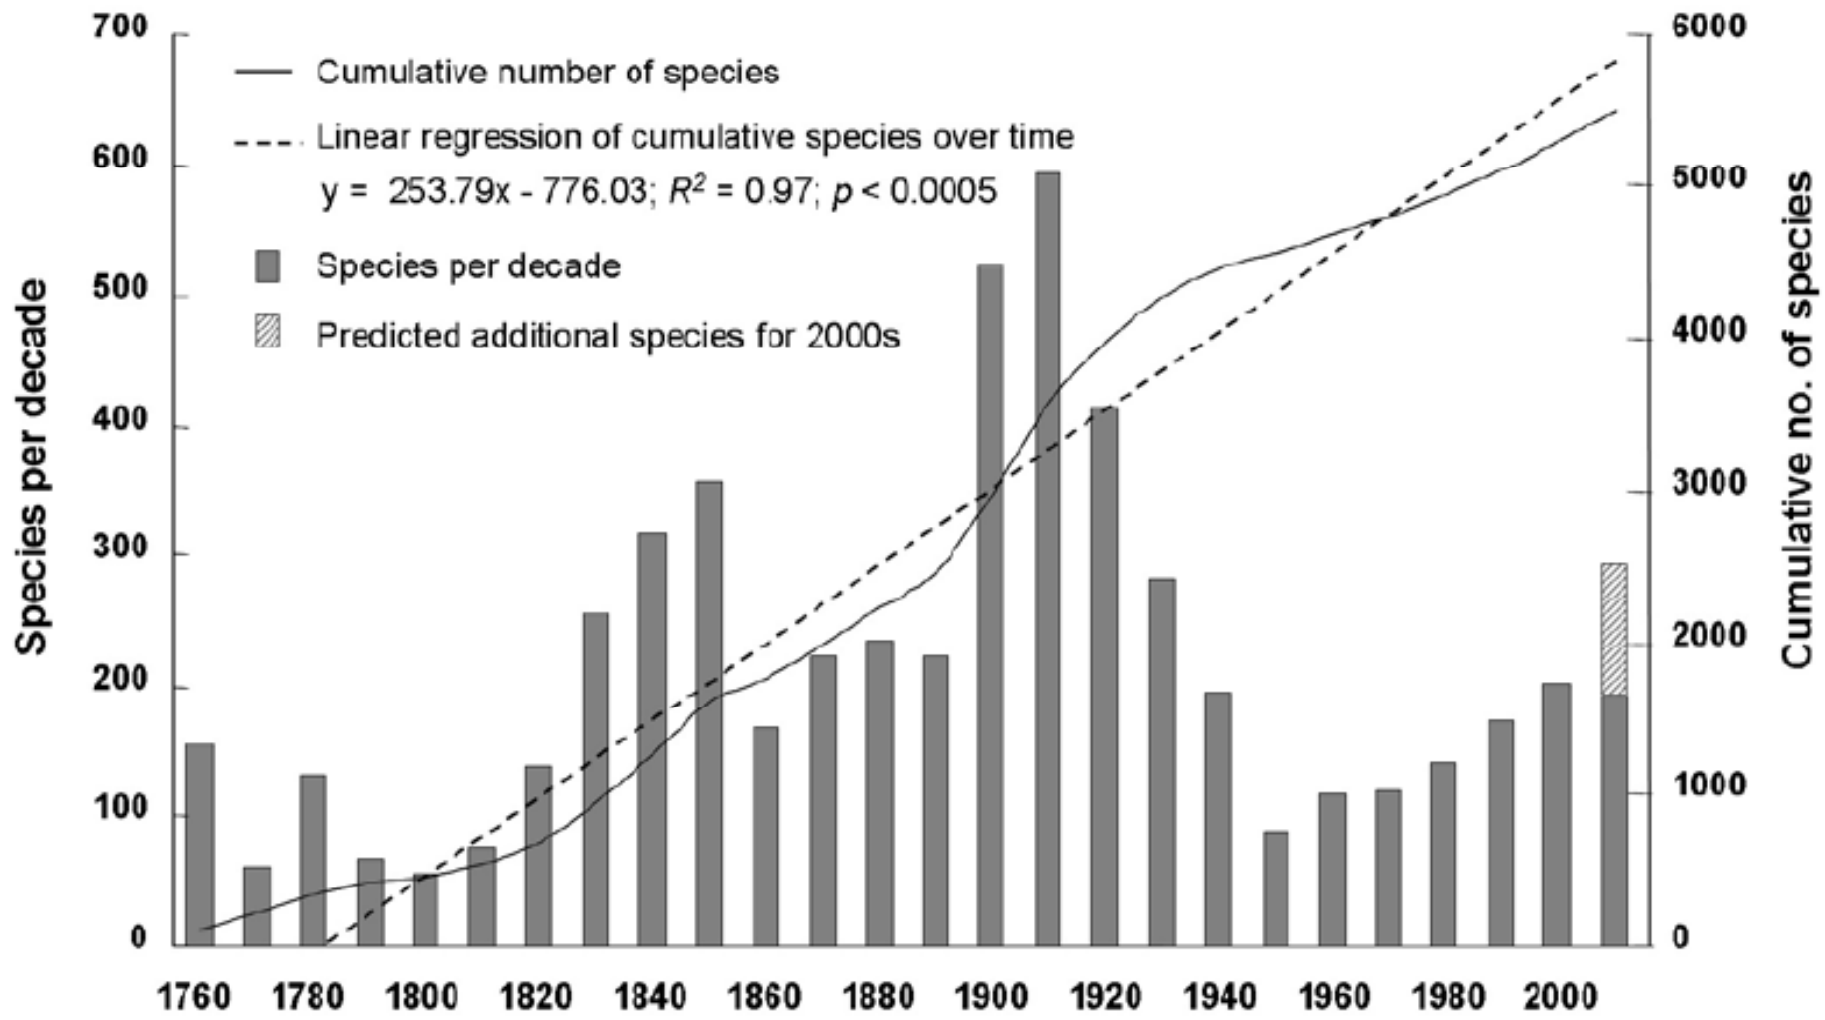 Cumulative number of species
Linear regression of cumulative species over time
y = 253.79x - 776.03; R² = 0.97; p < 0.0005
Species per decade
Predicted additional species for 2000s
Species per decade
700
600
500
400
300
200
100
0
6000
5000
4000
3000
2000
1000
0
Cumulative no. of species
1760 1780 1800 1820 1840 1860 1880 1900 1920 1940 1960 1980 2000